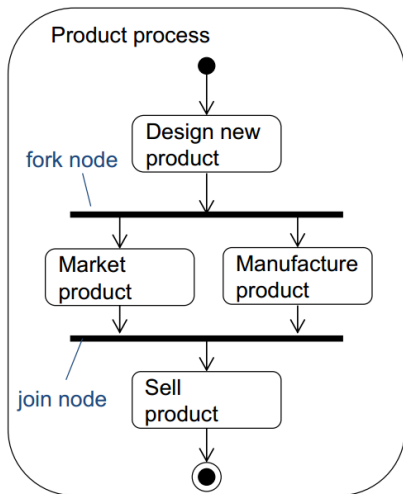 Product process
Design new
product
fork node
Market
product
Manufacture
product
join node
Sell
product